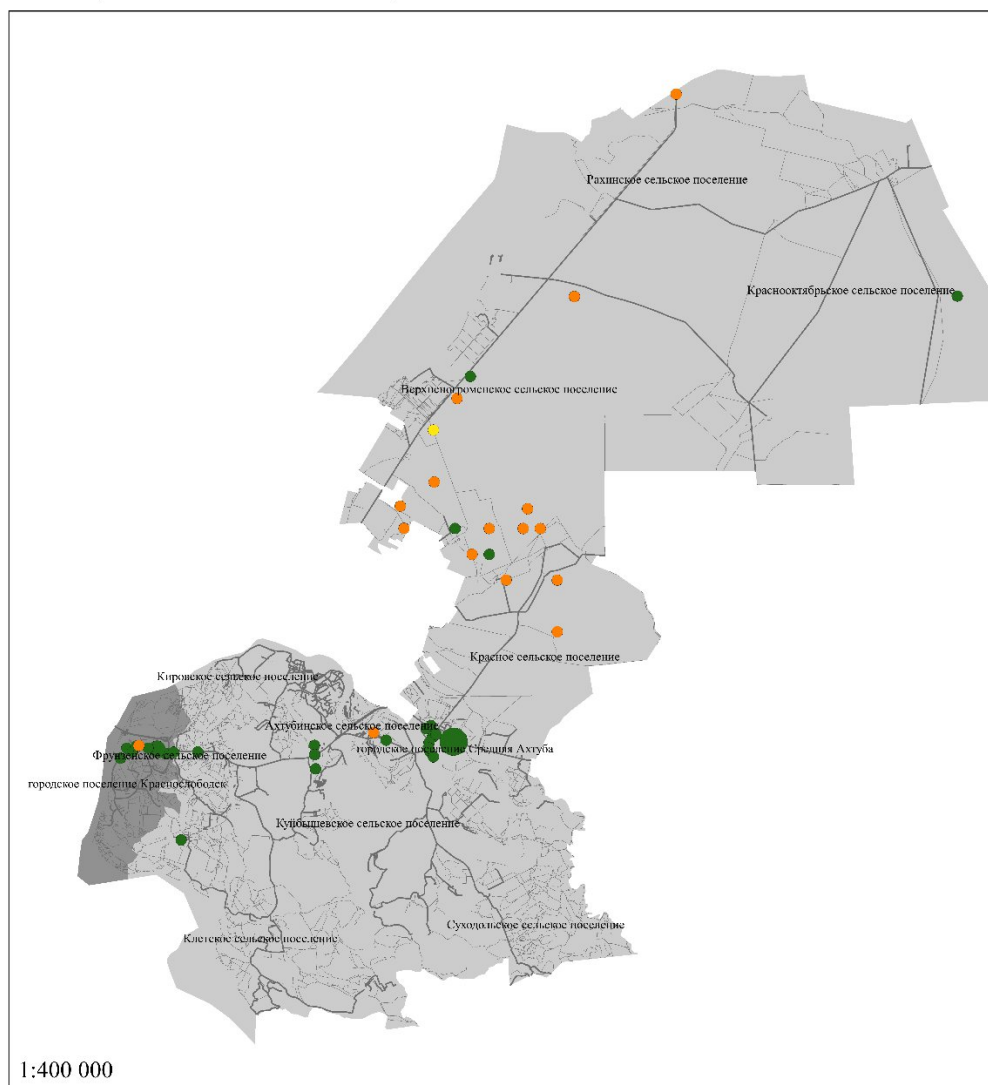 Рахинское сельское поселение
Краснооктябрьское сельское поселение
Верхнепогроменское сельское поселение
Красное сельское поселение
Кировское сельское поселение
Ахтубинское сельское поселение
городское поселение Средняя Ахтуба
Фрунзенское сельское поселение
городское поселение Краснослободск
Куйбышевское сельское поселение
Суходольское сельское поселение
Клетское сельское поселение
1:400 000